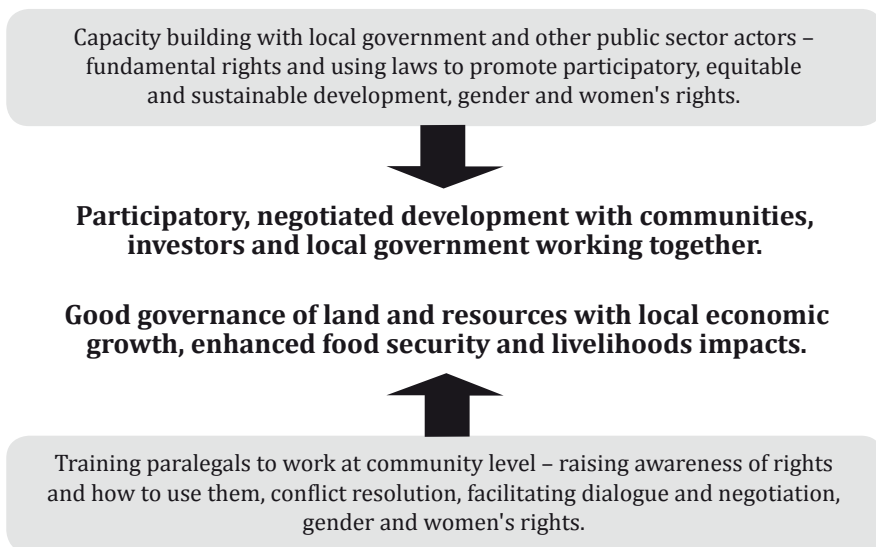 Capacity building with local government and other public sector actors –
fundamental rights and using laws to promote participatory, equitable
and sustainable development, gender and women's rights.
Participatory, negotiated development with communities,
investors and local government working together.
Good governance of land and resources with local economic
growth, enhanced food security and livelihoods impacts.
Training paralegals to work at community level – raising awareness of rights
and how to use them, conflict resolution, facilitating dialogue and negotiation,
gender and women's rights.